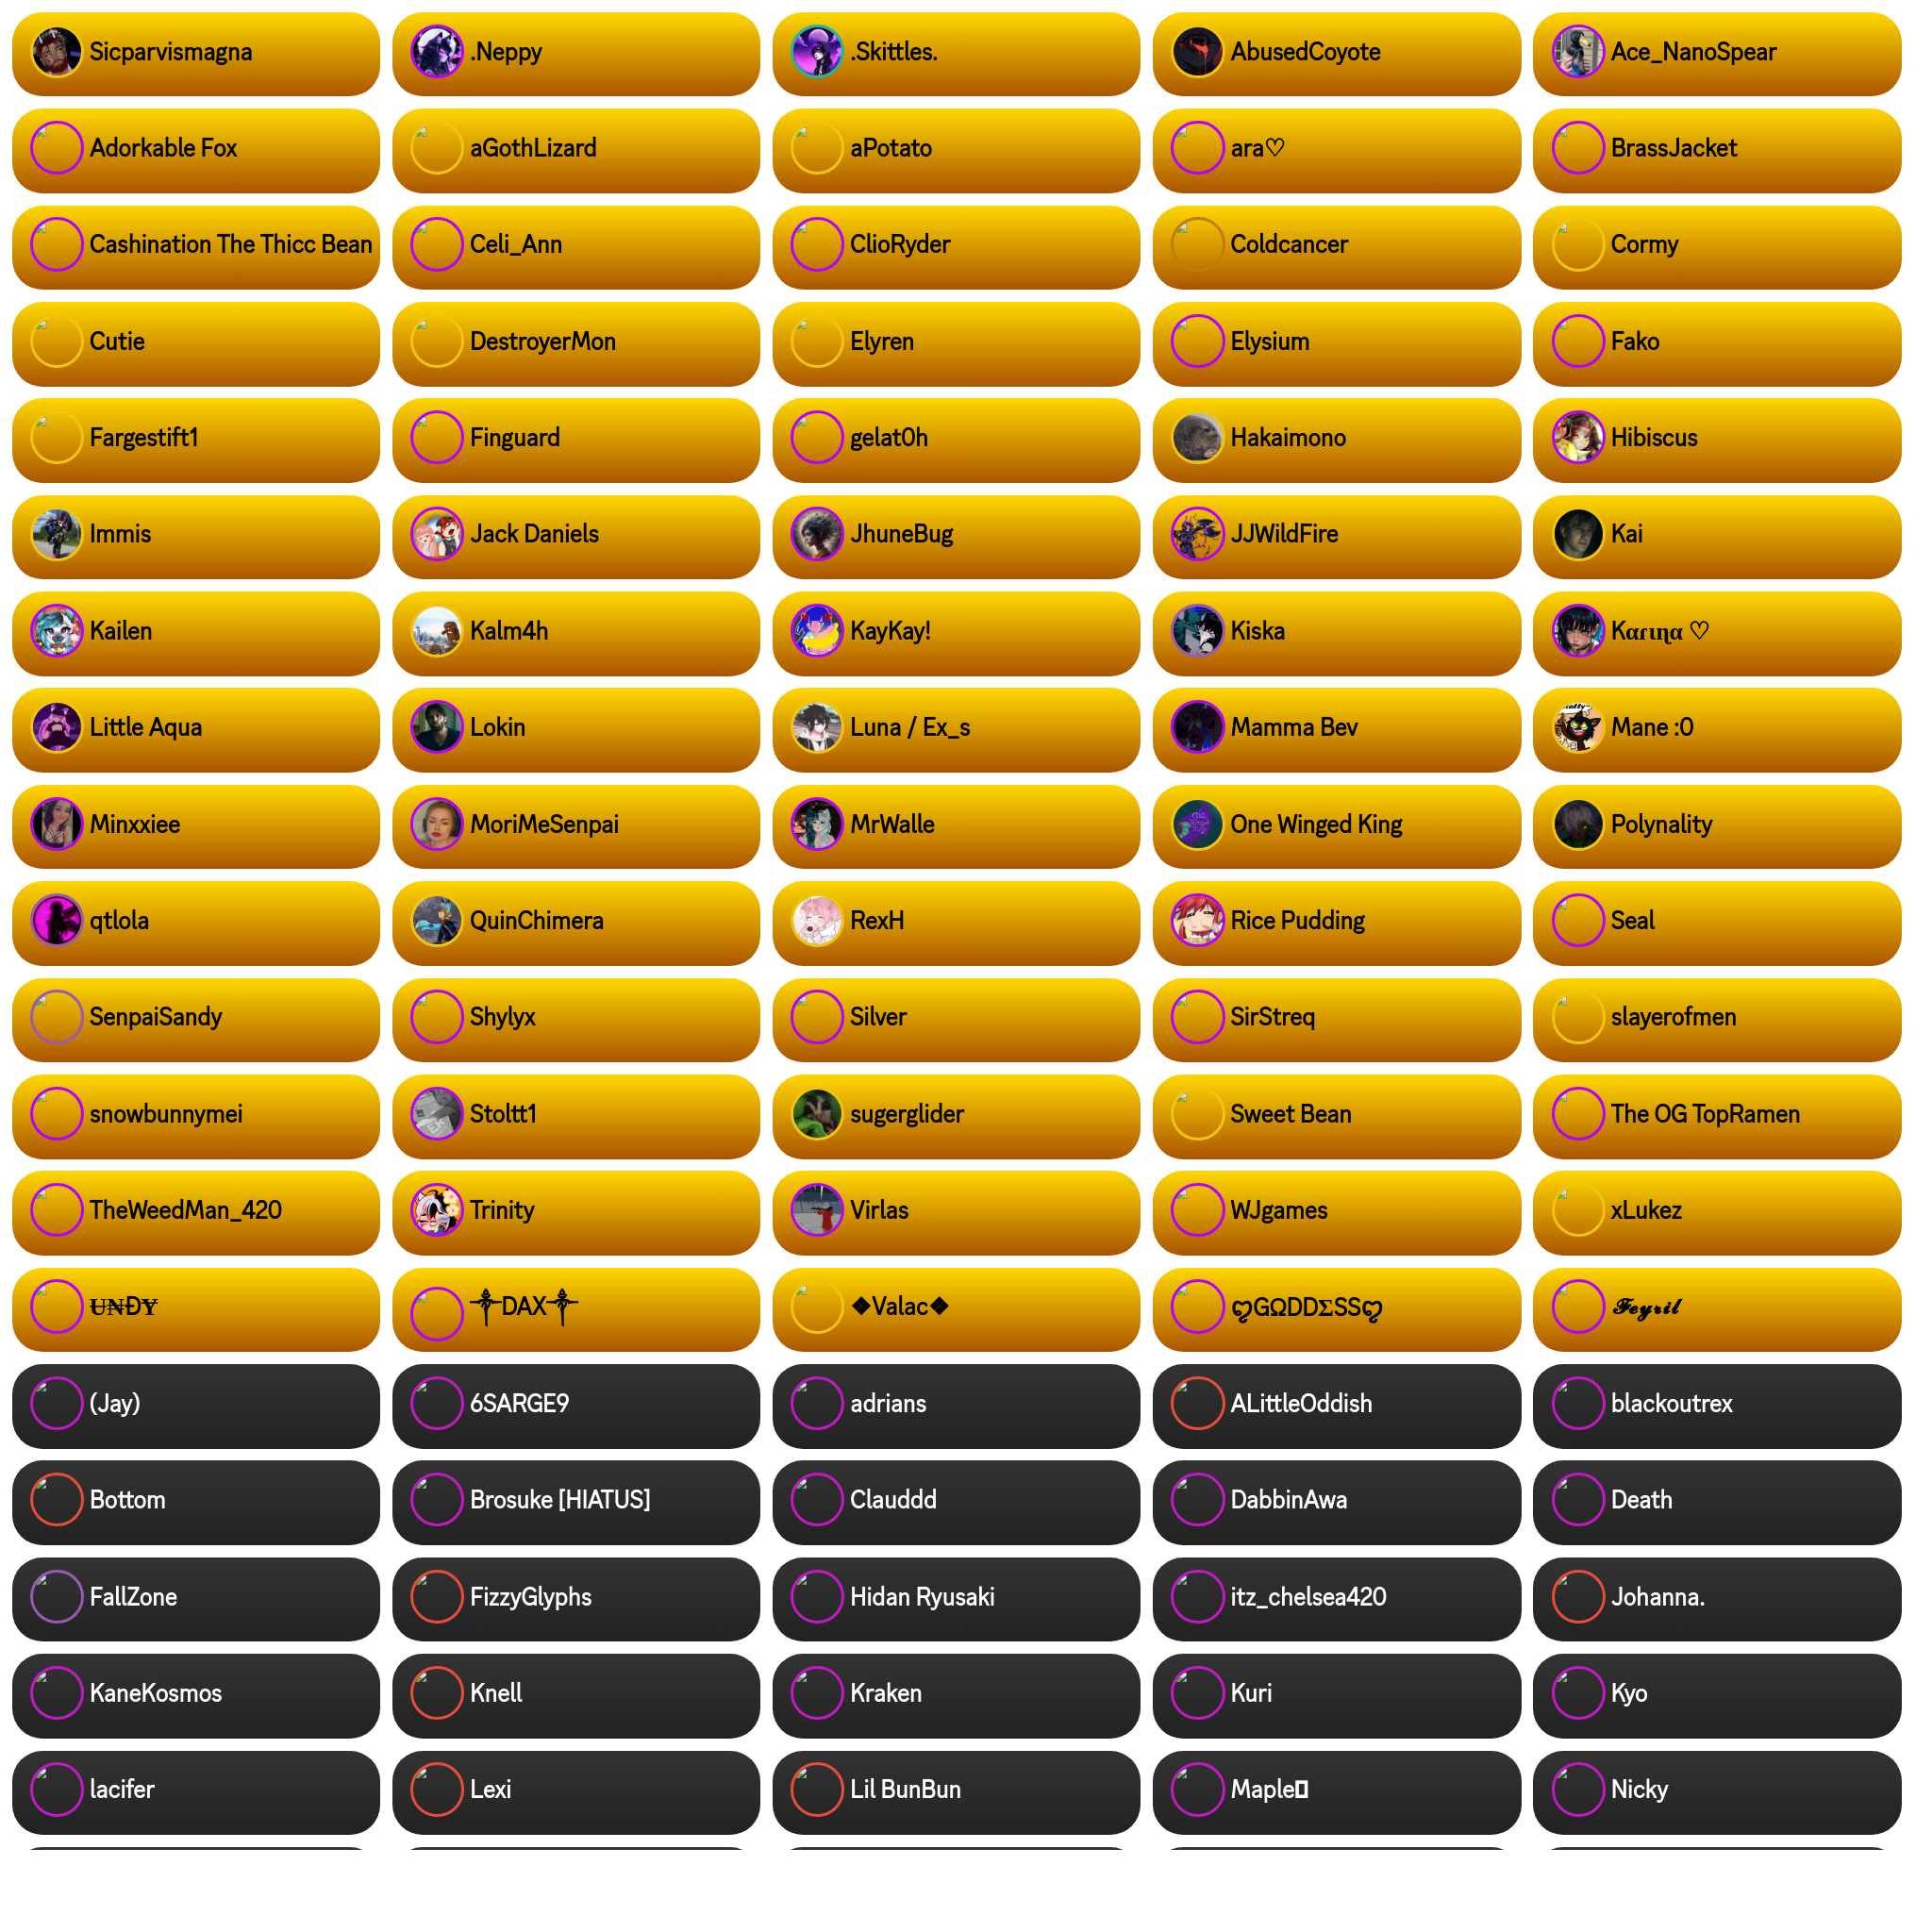 Sicparvismagna
.Neppy
.Skittles.
AbusedCoyote
Ace_NanoSpear
Adorkable Fox
aGothLizard
aPotato
ara♡
BrassJacket
Cashination The Thicc Bean
Celi_Ann
ClioRyder
Coldcancer
Cormy
Cutie
DestroyerMon
Elyren
Elysium
Fako
Fargestift1
Finguard
gelat0h
Hakaimono
Hibiscus
Immis
Jack Daniels
JhuneBug
JJWildFire
Kai
Kailen
Kalm4h
KayKay!
Kiska
Kαɾιɳα ♡
Little Aqua
Lokin
Luna / Ex_s
Mamma Bev
Mane :0
Minxxiee
MoriMeSenpai
MrWalle
One Winged King
Polynality
qtlola
QuinChimera
RexH
Rice Pudding
Seal
SenpaiSandy
Shylyx
Silver
SirStreq
slayerofmen
snowbunnymei
Stoltt1
sugerglider
Sweet Bean
The OG TopRamen
TheWeedMan_420
Trinity
Virlas
WJgames
xLukez
U̶₦ĐɎ
༒DAX༒
❖Valac❖
ლGΩDDΣSSლ
𝓕𝓮𝔂𝓻𝓲𝓵
(Jay)
6SARGE9
adrians
ALittleOddish
blackoutrex
Bottom
Brosuke [HIATUS]
Clauddd
DabbinAwa
Death
FallZone
FizzyGlyphs
Hidan Ryusaki
itz_chelsea420
Johanna.
KaneKosmos
Knell
Kraken
Kuri
Kyo
lacifer
Lexi
Lil BunBun
Maple
Nicky